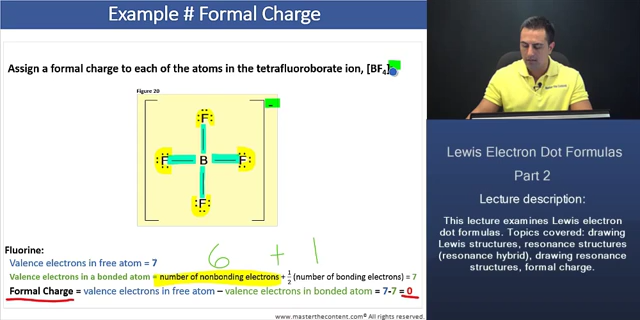 Example # Formal Charge
Assign a formal charge to each of the atoms in the tetrafluoroborate ion, [BF4]-
Figure 20
F
F B F
F
-
6 + 1
Fluorine:
Valence electrons in free atom = 7
Valence electrons in a bonded atom = number of nonbonding electrons + 1/2 (number of bonding electrons) = 7
Formal Charge = valence electrons in free atom – valence electrons in bonded atom = 7-7 = 0
www.masterthecontent.com® All Rights Reserved
Lewis Electron Dot Formulas
Part 2
Lecture description:
This lecture examines Lewis electron
dot formulas. Topics covered: drawing
Lewis structures, resonance structures
(resonance hybrid), drawing resonance
structures, formal charge.